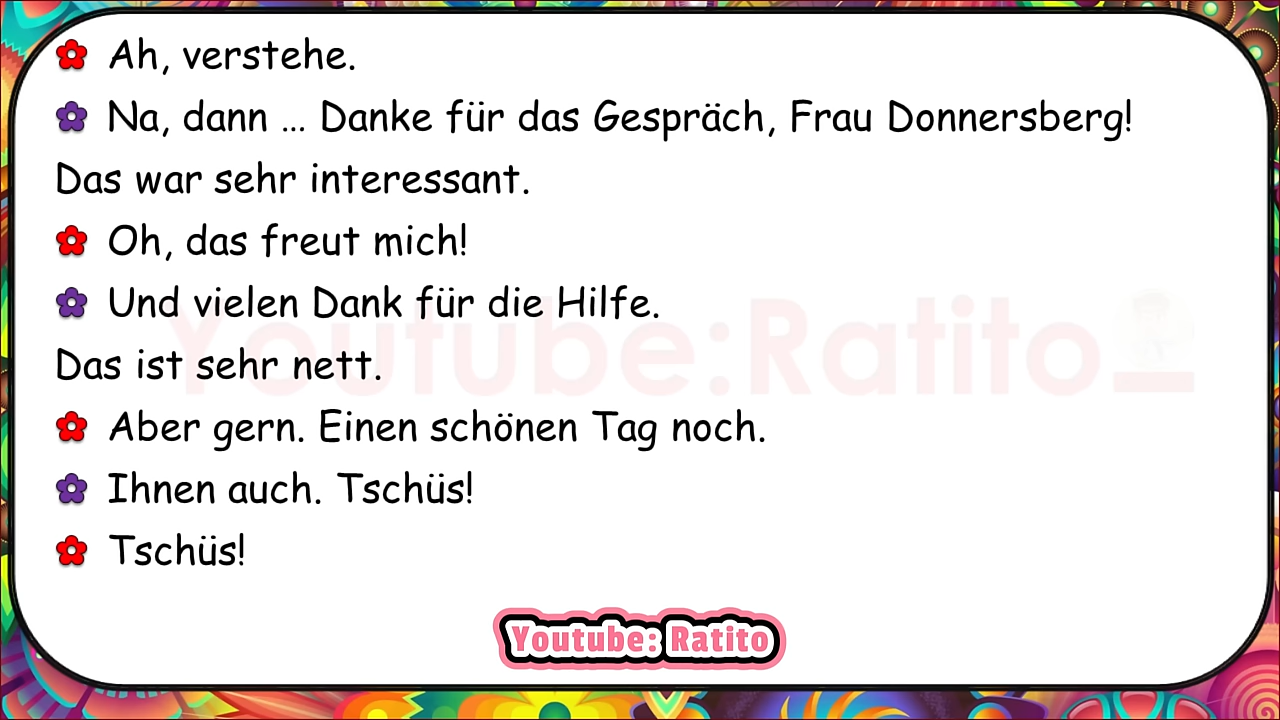 Ah, verstehe.
Na, dann … Danke für das Gespräch, Frau Donnersberg!
Das war sehr interessant.
Oh, das freut mich!
Und vielen Dank für die Hilfe.
Das ist sehr nett.
Aber gern. Einen schönen Tag noch.
Ihnen auch. Tschüs!
Tschüs!
Youtube:Ratito
Youtube: Ratito